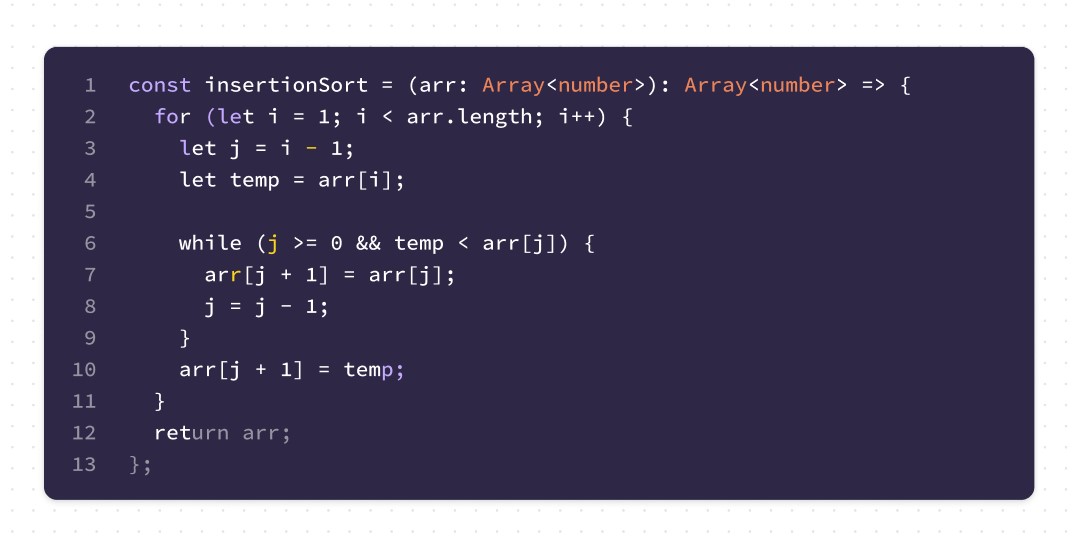 1 const insertionSort = (arr: Array<number>): Array<number> => {
2 for (let i = 1; i < arr.length; i++) {
3 let j = i - 1;
4 let temp = arr[i];
5
6 while (j >= 0 && temp < arr[j]) {
7 arr[j + 1] = arr[j];
8 j = j - 1;
9 }
10 arr[j + 1] = temp;
11 }
12 return arr;
13 };